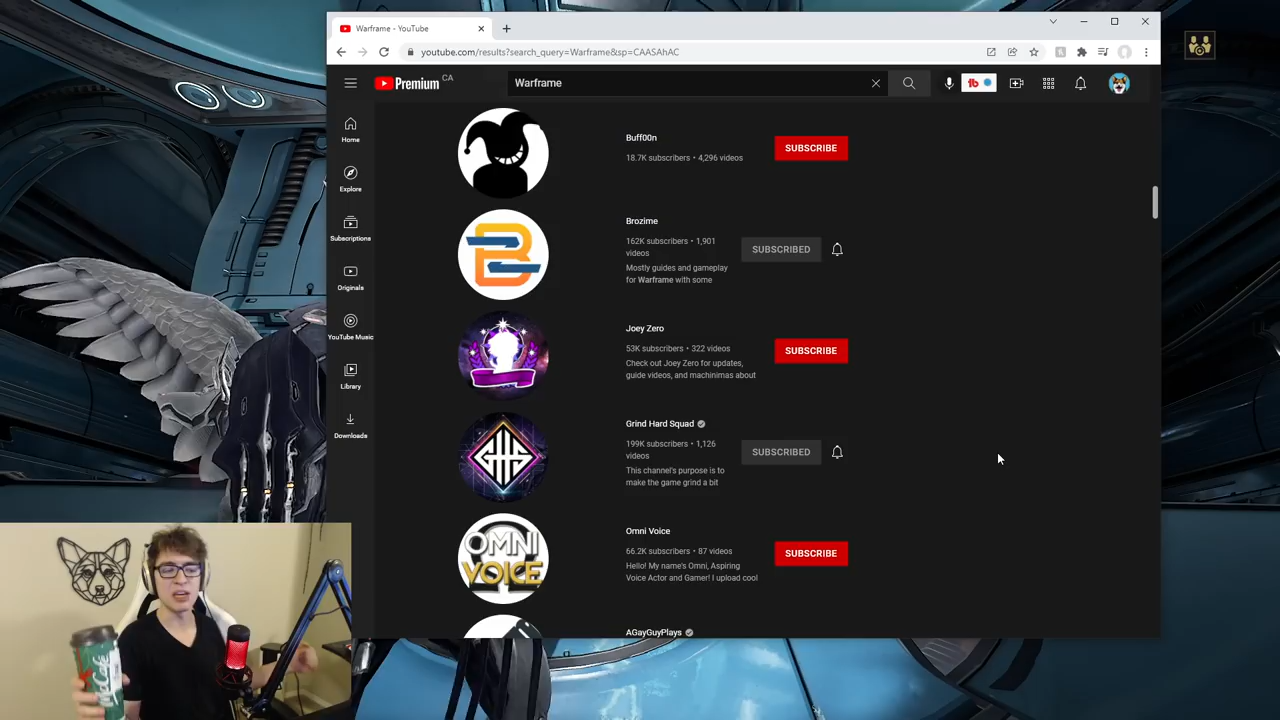 Warframe - YouTube
youtube.com/results?search_query=Warframe&sp=CAASAhAC
Premium CA
Warframe
tb
Home
Explore
Subscriptions
Originals
YouTube Music
Library
Downloads
Buff00n
18.7K subscribers • 4,296 videos
SUBSCRIBE
Brozime
162K subscribers • 1,901
videos
Mostly guides and gameplay
for Warframe with some
SUBSCRIBED
Joey Zero
53K subscribers • 322 videos
Check out Joey Zero for updates,
guide videos, and machinimas about
SUBSCRIBE
Grind Hard Squad
199K subscribers • 1,126
videos
This channel's purpose is to
make the game grind a bit
SUBSCRIBED
GHS
OMNI
VOICE
Omni Voice
66.2K subscribers • 87 videos
Hello! My name's Omni, Aspiring
Voice Actor and Gamer! I upload cool
SUBSCRIBE
AGayGuyPlays
McCafé